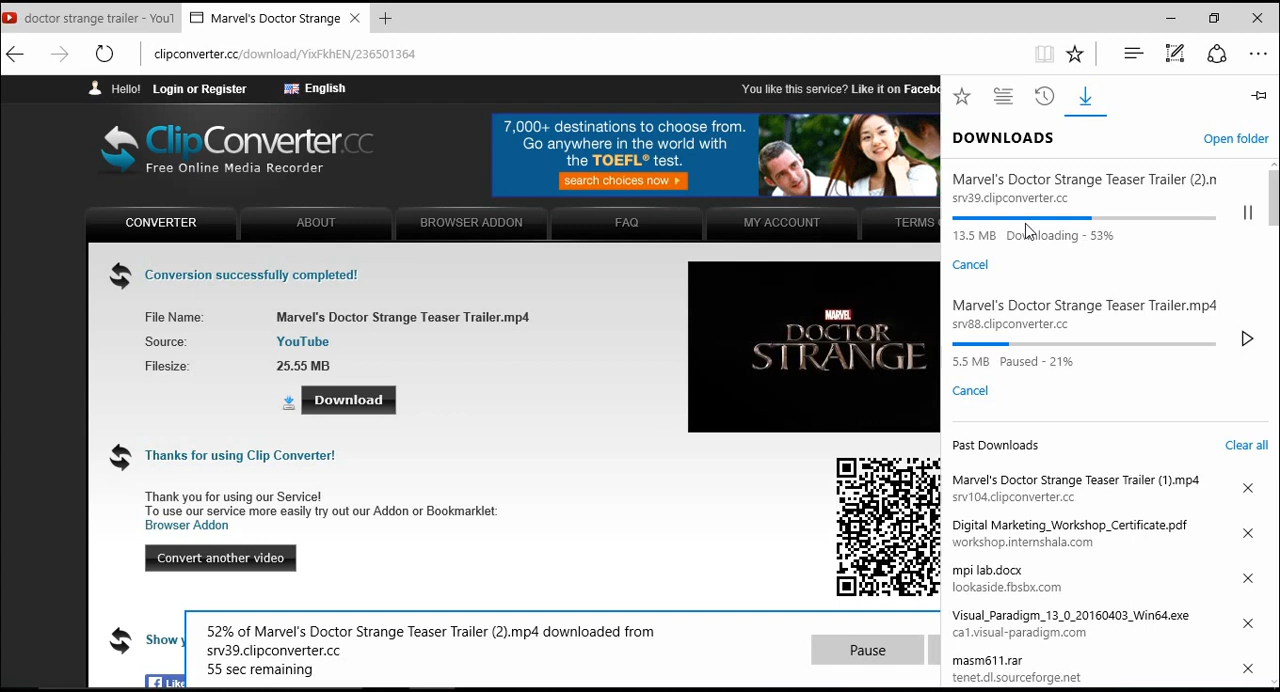 doctor strange trailer - YouT
Marvel's Doctor Strange
clipconverter.cc/download/YixFkhEN/236501364
Hello! Login or Register English
You like this service? Like it on Facebo
ClipConverter.cc
Free Online Media Recorder
7,000+ destinations to choose from.
Go anywhere in the world with
the TOEFL® test.
search choices now
CONVERTER ABOUT BROWSER ADDON FAQ MY ACCOUNT TERMS
Conversion successfully completed!
File Name: Marvel's Doctor Strange Teaser Trailer.mp4
Source: YouTube
Filesize: 25.55 MB
Download
MARVEL
DOCTOR
STRANGE
Thanks for using Clip Converter!
Thank you for using our Service!
To use our service more easily try out our Addon or Bookmarklet:
Browser Addon
Convert another video
Show y
Like
52% of Marvel's Doctor Strange Teaser Trailer (2).mp4 downloaded from
srv39.clipconverter.cc
55 sec remaining
Pause
DOWNLOADS Open folder
Marvel's Doctor Strange Teaser Trailer (2).m
srv39.clipconverter.cc
13.5 MB Downloading - 53%
Cancel
Marvel's Doctor Strange Teaser Trailer.mp4
srv88.clipconverter.cc
5.5 MB Paused - 21%
Cancel
Past Downloads Clear all
Marvel's Doctor Strange Teaser Trailer (1).mp4
srv104.clipconverter.cc
Digital Marketing_Workshop_Certificate.pdf
workshop.internshala.com
mpi lab.docx
lookaside.fbsbx.com
Visual_Paradigm_13_0_20160403_Win64.exe
ca1.visual-paradigm.com
masm611.rar
tenet.dl.sourceforge.net